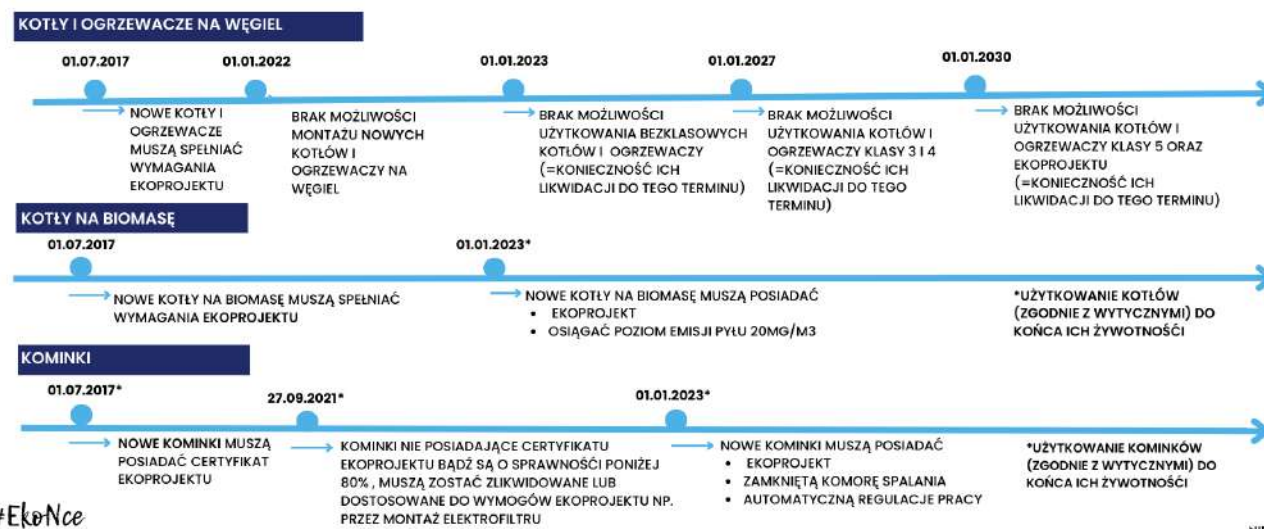 KOTŁY I OGRZEWACZE NA WĘGIEL
01.07.2017
NOWE KOTŁY I
OGRZEWACZE
MUSZĄ SPEŁNIAĆ
WYMAGANIA
EKOPROJEKTU
01.01.2022
BRAK MOŻLIWOŚCI
MONTAŻU NOWYCH
KOTŁÓW I
OGRZEWACZY NA
WĘGIEL
01.01.2023
BRAK MOŻLIWOŚCI
UŻYTKOWANIA BEZKLASOWYCH
KOTŁÓW I OGRZEWACZY
(=KONIECZNOŚĆ ICH
LIKWIDACJI DO TEGO TERMINU)
01.01.2027
BRAK MOŻLIWOŚCI
UŻYTKOWANIA KOTŁÓW I
OGRZEWACZY KLASY 3 I 4
(=KONIECZNOŚĆ ICH
LIKWIDACJI DO TEGO
TERMINU)
01.01.2030
BRAK MOŻLIWOŚCI
UŻYTKOWANIA KOTŁÓW I
OGRZEWACZY KLASY 5 ORAZ
EKOPROJEKTU
(=KONIECZNOŚĆ ICH
LIKWIDACJI DO TEGO TERMINU)
KOTŁY NA BIOMASĘ
01.07.2017
NOWE KOTŁY NA BIOMASĘ MUSZĄ SPEŁNIAĆ
WYMAGANIA EKOPROJEKTU
01.01.2023*
NOWE KOTŁY NA BIOMASĘ MUSZĄ POSIADAĆ
• EKOPROJEKT
• OSIĄGAĆ POZIOM EMISJI PYŁU 20MG/M3
*UŻYTKOWANIE KOTŁÓW
(ZGODNIE Z WYTYCZNYMI) DO
KOŃCA ICH ŻYWOTNOŚĆI
KOMINKI
01.07.2017*
NOWE KOMINKI MUSZĄ
POSIADAĆ CERTYFIKAT
EKOPROJEKTU
27.09.2021*
KOMINKI NIE POSIADAJĄCE CERTYFIKATU
EKOPROJEKTU BĄDŹ SĄ O SPRAWNOŚĆI PONIŻEJ
80% , MUSZĄ ZOSTAĆ ZLIKWIDOWANE LUB
DOSTOSOWANE DO WYMOGÓW EKOPROJEKTU NP.
PRZEZ MONTAŻ ELEKTROFILTRU
01.01.2023*
NOWE KOMINKI MUSZĄ POSIADAĆ
• EKOPROJEKT
• ZAMKNIĘTĄ KOMORĘ SPALANIA
• AUTOMATYCZNĄ REGULACJE PRACY
*UŻYTKOWANIE KOMINKÓW
(ZGODNIE Z WYTYCZNYMI) DO
KOŃCA ICH ŻYWOTNOŚĆI
#EkoNce